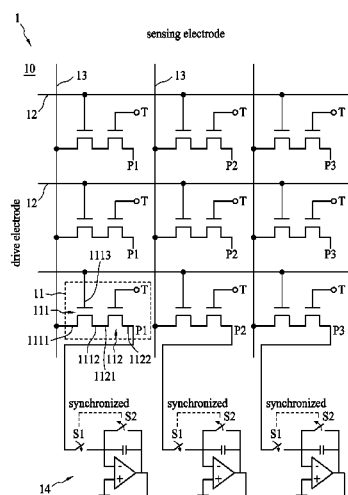 1
sensing electrode
10
13 13
12
T T T
P1 P2 P3
12
T T T
P1 P2 P3
drive electrode
11 1113
T T T
111
1111 P1 P2 P3
1112 112 1122
1121
synchronized synchronized synchronized
S1 S2 S1 S2 S1 S2
14
- - -
+ + +